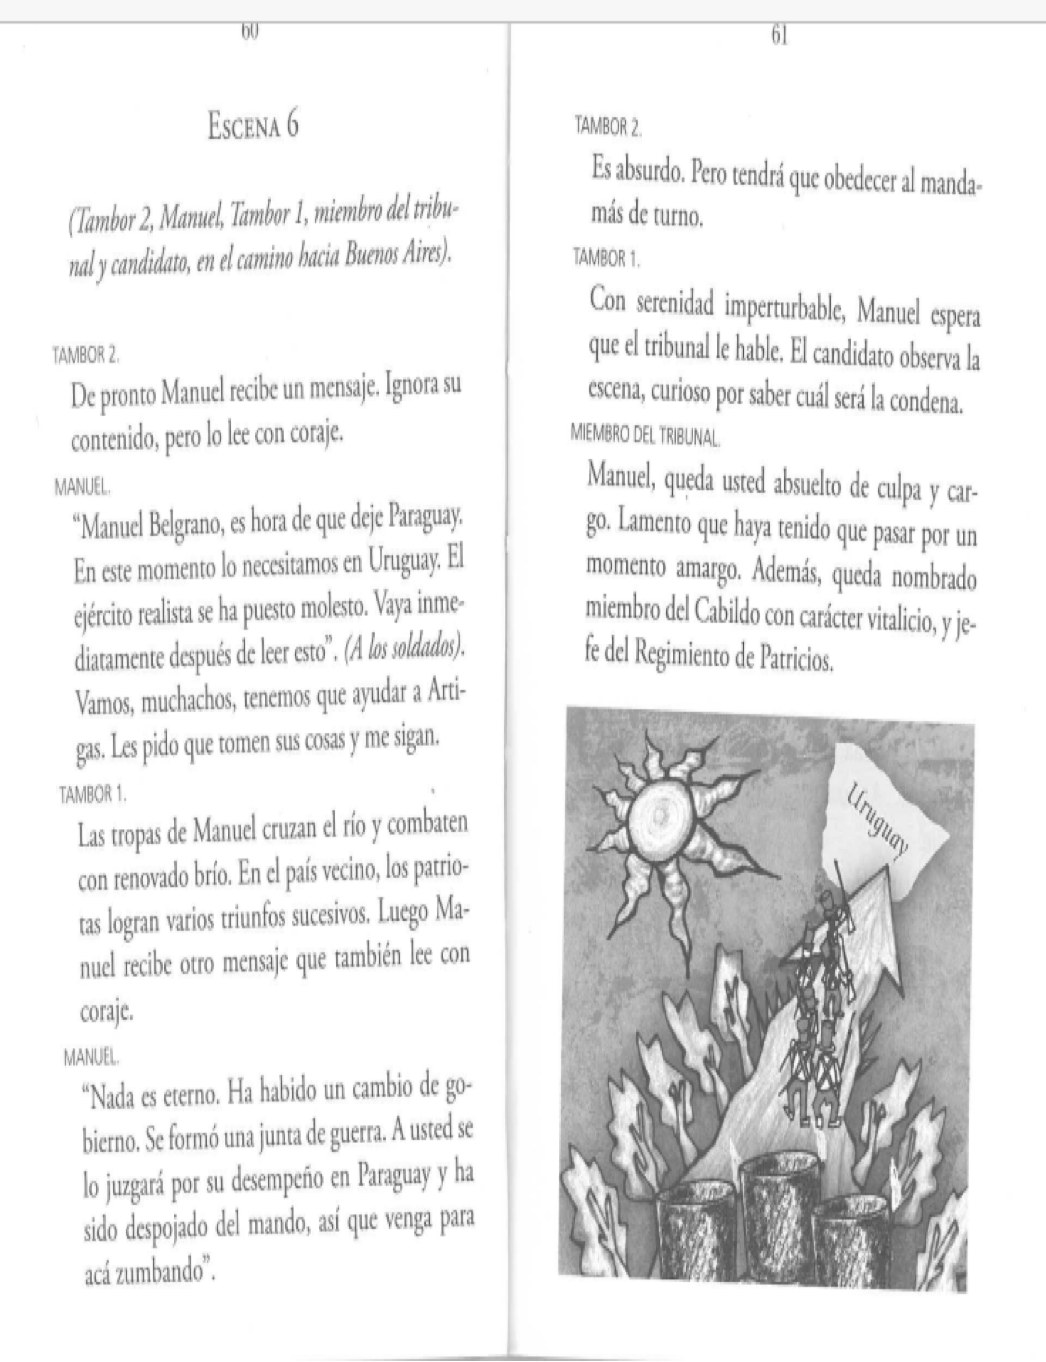 60
ESCENA 6
(Tambor 2, Manuel, Tambor 1, miembro del tribu-
nal y candidato, en el camino hacia Buenos Aires).
TAMBOR 2.
De pronto Manuel recibe un mensaje. Ignora su
contenido, pero lo lee con coraje.
MANUEL.
“Manuel Belgrano, es hora de que deje Paraguay.
En este momento lo necesitamos en Uruguay. El
ejército realista se ha puesto molesto. Vaya inme-
diatamente después de leer esto”. (A los soldados).
Vamos, muchachos, tenemos que ayudar a Arti-
gas. Les pido que tomen sus cosas y me sigan.
TAMBOR 1.
Las tropas de Manuel cruzan el río y combaten
con renovado brío. En el país vecino, los patrio-
tas logran varios triunfos sucesivos. Luego Ma-
nuel recibe otro mensaje que también lee con
coraje.
MANUEL.
“Nada es eterno. Ha habido un cambio de go-
bierno. Se formó una junta de guerra. A usted se
lo juzgará por su desempeño en Paraguay y ha
sido despojado del mando, así que venga para
acá zumbando”.
61
TAMBOR 2.
Es absurdo. Pero tendrá que obedecer al manda-
más de turno.
TAMBOR 1.
Con serenidad imperturbable, Manuel espera
que el tribunal le hable. El candidato observa la
escena, curioso por saber cuál será la condena.
MIEMBRO DEL TRIBUNAL.
Manuel, queda usted absuelto de culpa y car-
go. Lamento que haya tenido que pasar por un
momento amargo. Además, queda nombrado
miembro del Cabildo con carácter vitalicio, y je-
fe del Regimiento de Patricios.
Uruguay